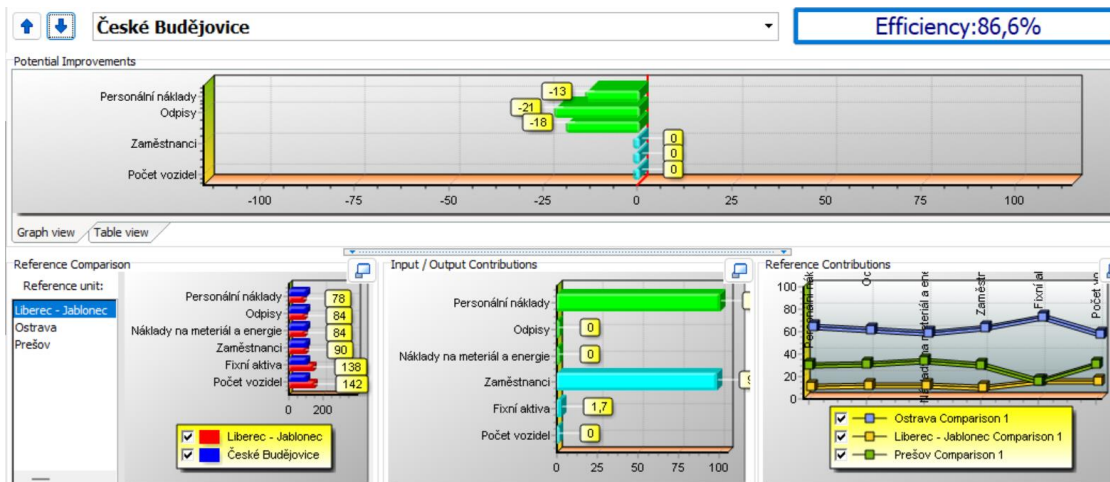 České Budějovice
Efficiency:86,6%
Potential Improvements
Personální náklady
Odpisy
Zaměstnanci
Počet vozidel
-13
-21
-18
0
0
0
-100 -75 -50 -25 0 25 50 75 100
Graph view Table view
Reference Comparison
Reference unit:
Liberec - Jablonec
Ostrava
Prešov
Personální náklady 78
Odpisy 84
Náklady na meteriál a energie 84
Zaměstnanci 90
Fixní aktiva 138
Počet vozidel 142
0 200
Liberec - Jablonec
České Budějovice
Input / Output Contributions
Personální náklady
Odpisy 0
Náklady na meteriál a energie 0
Zaměstnanci
Fixní aktiva 1,7
Počet vozidel 0
0 25 50 75 100
Reference Contributions
100
80
60
40
20
0
Zaměstr
Fixní al
Ostrava Comparison 1
Liberec - Jablonec Comparison 1
Prešov Comparison 1